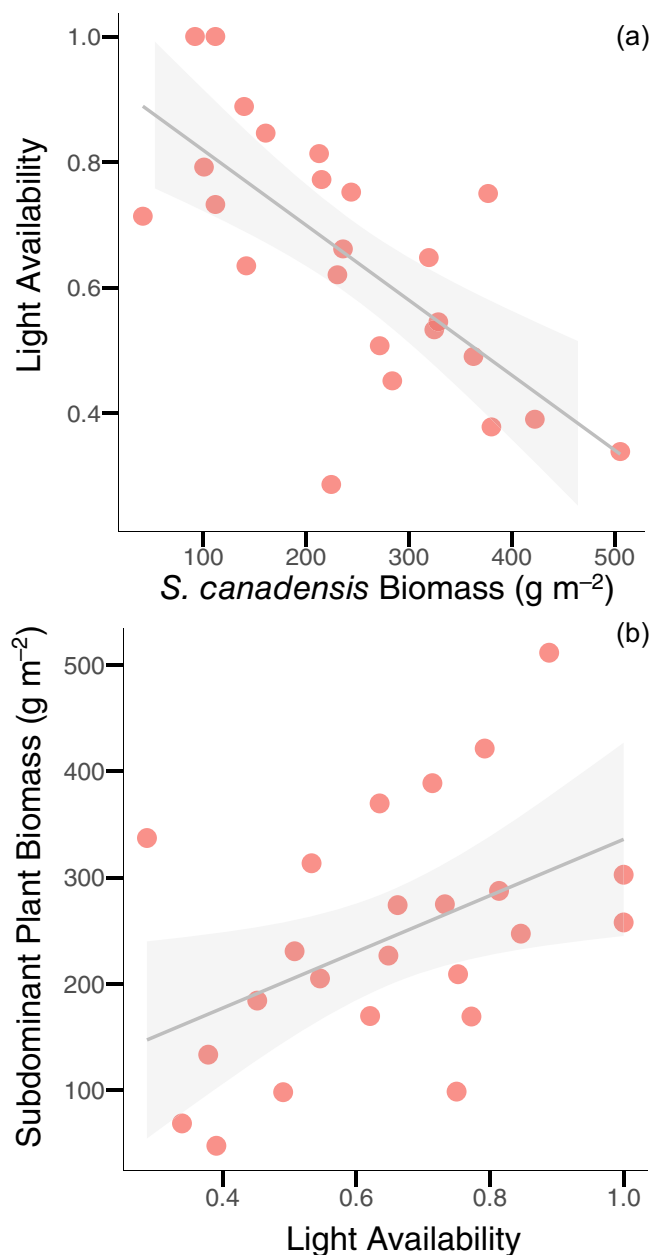 (a)
Light Availability
1.0
0.8
0.6
0.4
100 200 300 400 500
S. canadensis Biomass (g m⁻²)
(b)
Subdominant Plant Biomass (g m⁻²)
500
400
300
200
100
0.4 0.6 0.8 1.0
Light Availability